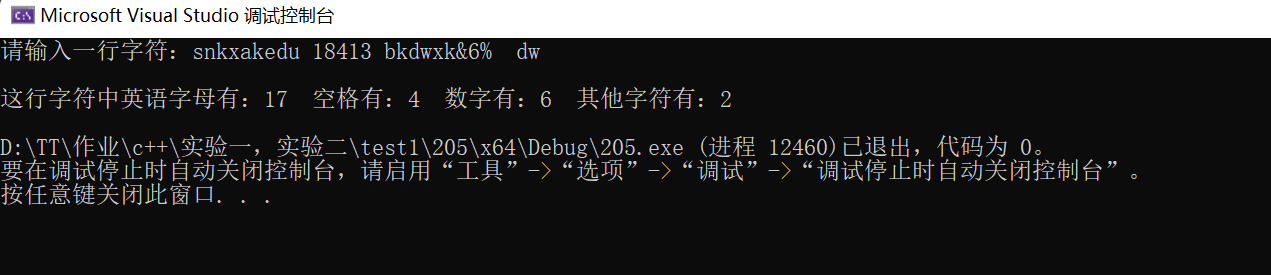 Microsoft Visual Studio 调试控制台
请输入一行字符：snkxakedu 18413 bkdwxk&6%  dw
这行字符中英语字母有：17  空格有：4  数字有：6  其他字符有：2
D:\TT\作业\c++\实验一，实验二\test1\205\x64\Debug\205.exe (进程 12460)已退出，代码为 0。
要在调试停止时自动关闭控制台，请启用“工具”->“选项”->“调试”->“调试停止时自动关闭控制台”。
按任意键关闭此窗口. . .